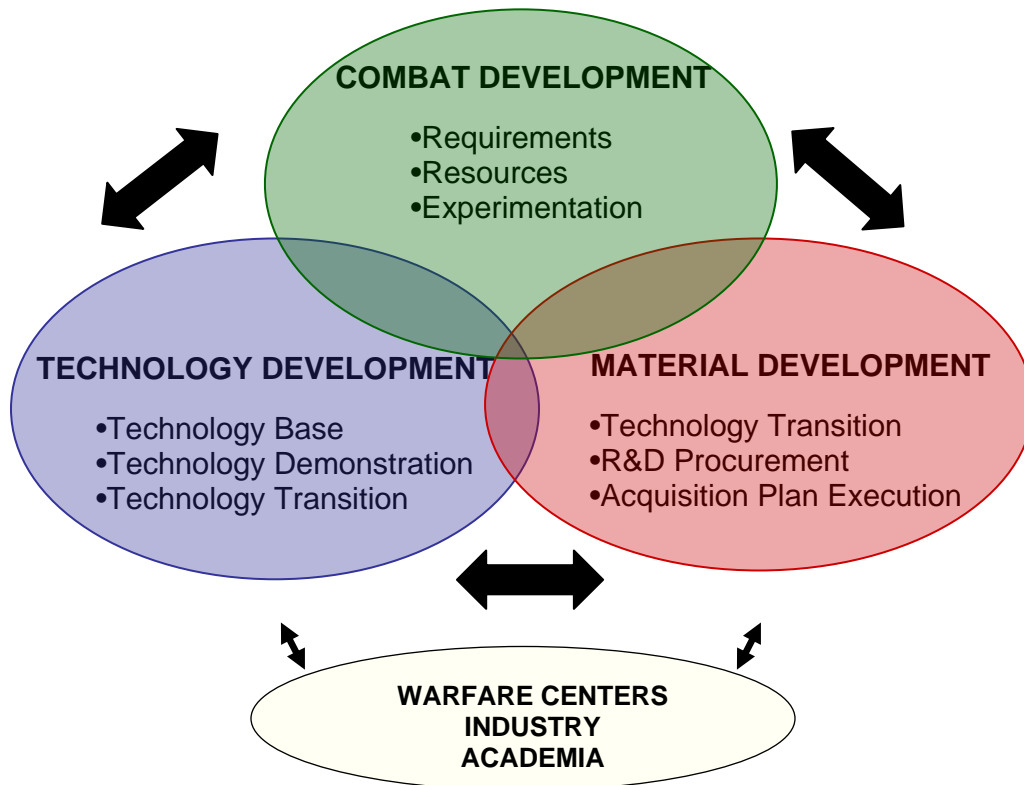 COMBAT DEVELOPMENT
•Requirements
•Resources
•Experimentation
TECHNOLOGY DEVELOPMENT
•Technology Base
•Technology Demonstration
•Technology Transition
MATERIAL DEVELOPMENT
•Technology Transition
•R&D Procurement
•Acquisition Plan Execution
WARFARE CENTERS
INDUSTRY
ACADEMIA